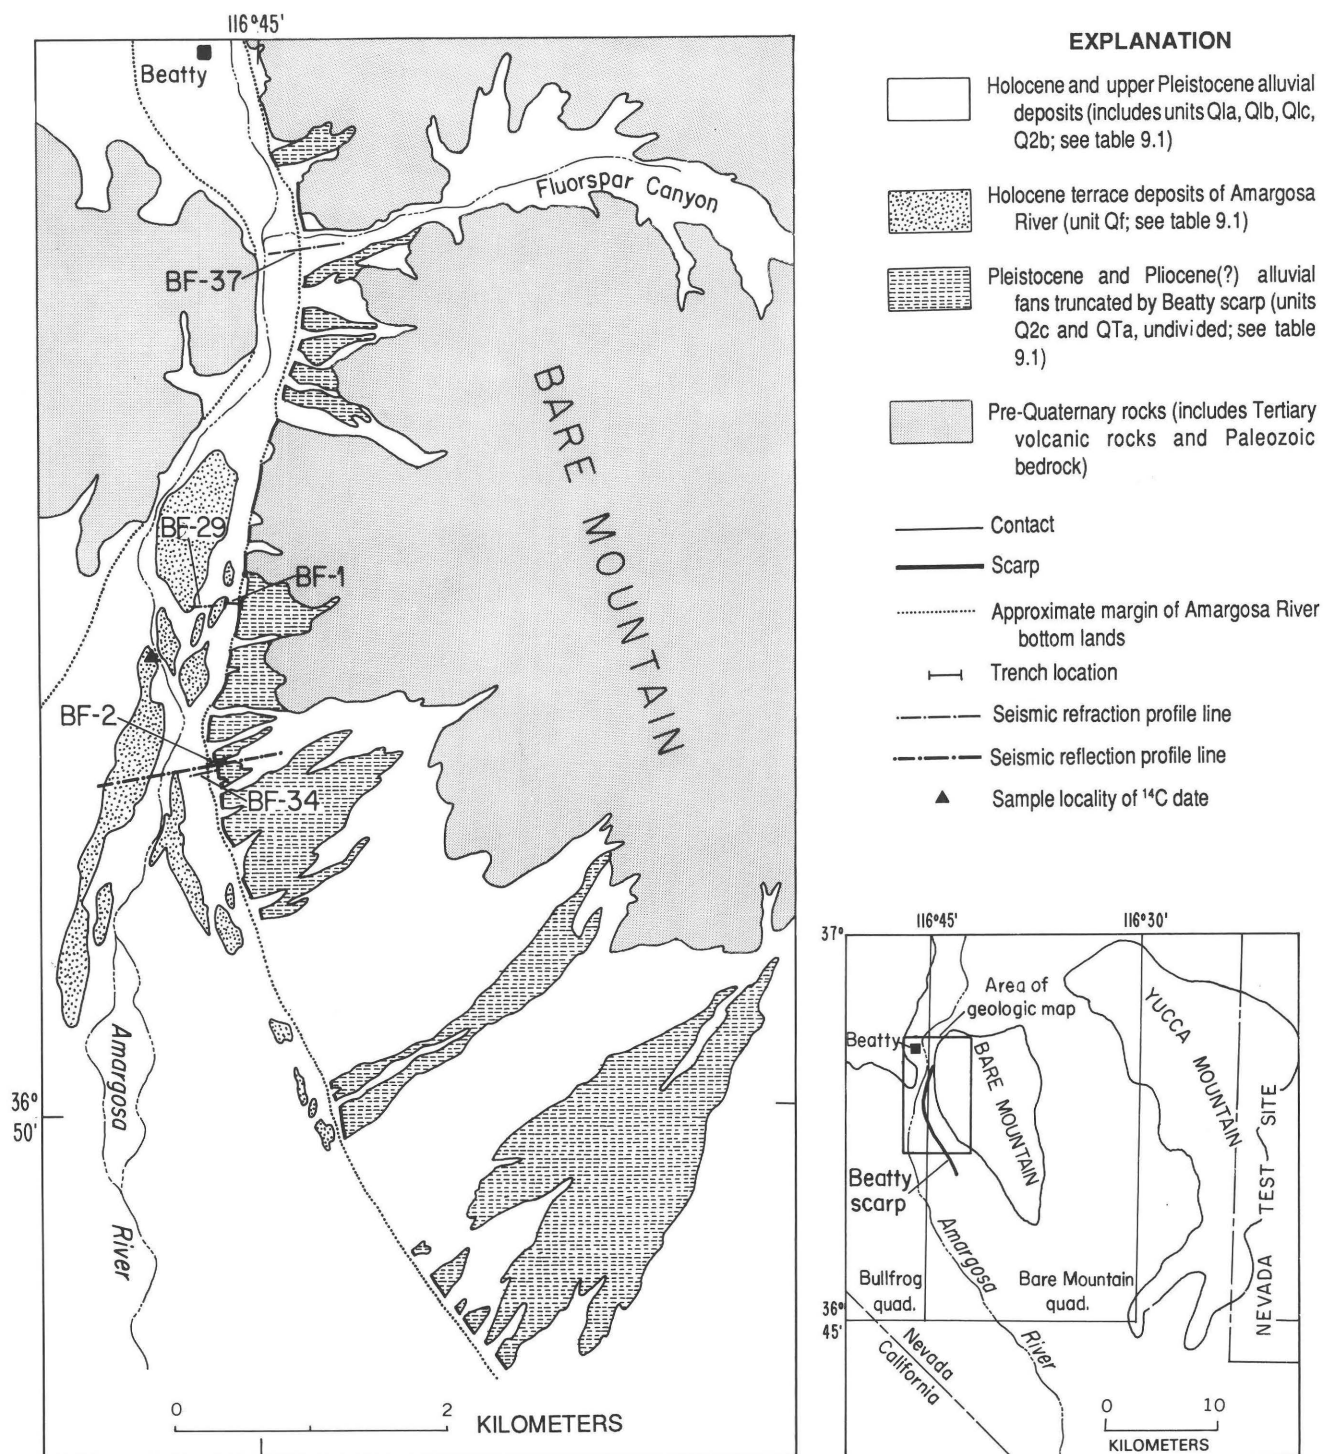 116°45'
Beatty
Fluorspar Canyon
BF-37
BARE MOUNTAIN
BF-29
BF-1
BF-2
BF-34
Amargosa
River
36°
50'
0 2
KILOMETERS
EXPLANATION
Holocene and upper Pleistocene alluvial
deposits (includes units Qla, Qlb, Qlc,
Q2b; see table 9.1)
Holocene terrace deposits of Amargosa
River (unit Qf; see table 9.1)
Pleistocene and Pliocene(?) alluvial
fans truncated by Beatty scarp (units
Q2c and QTa, undivided; see table
9.1)
Pre-Quaternary rocks (includes Tertiary
volcanic rocks and Paleozoic
bedrock)
Contact
Scarp
Approximate margin of Amargosa River
bottom lands
Trench location
Seismic refraction profile line
Seismic reflection profile line
Sample locality of ¹⁴C date
116°45' 116°30'
37°
Area of
geologic map
Beatty
BARE MOUNTAIN
YUCCA MOUNTAIN
NEVADA TEST SITE
Beatty
scarp
Amargosa
River
Bullfrog
quad.
Bare Mountain
quad.
36°
45'
Nevada
California
0 10
KILOMETERS